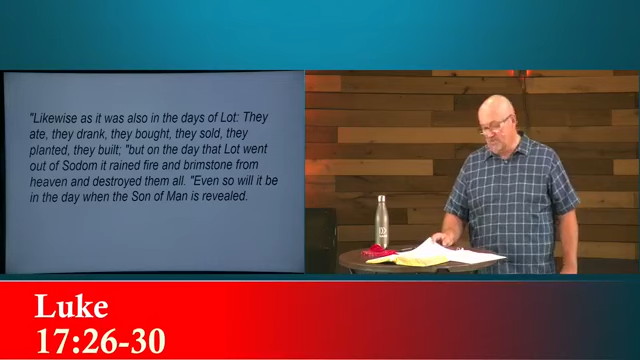 "Likewise as it was also in the days of Lot: They
ate, they drank, they bought, they sold, they
planted, they built; "but on the day that Lot went
out of Sodom it rained fire and brimstone from
heaven and destroyed them all. "Even so will it be
in the day when the Son of Man is revealed.
Luke
17:26-30